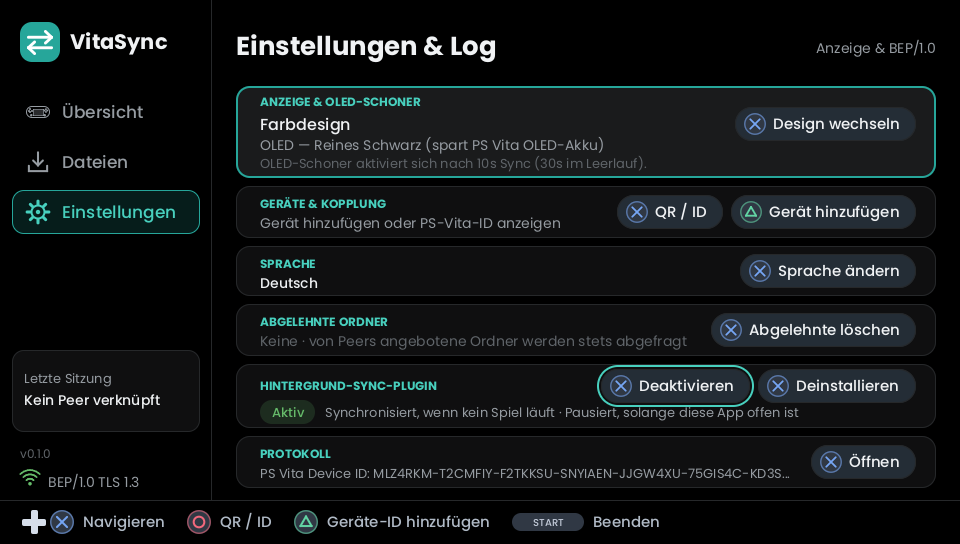 VitaSync
Übersicht
Dateien
Einstellungen
Letzte Sitzung
Kein Peer verknüpft
v0.1.0
BEP/1.0 TLS 1.3
Einstellungen & Log
Anzeige & BEP/1.0
ANZEIGE & OLED-SCHONER
Farbdesign
OLED — Reines Schwarz (spart PS Vita OLED-Akku)
OLED-Schoner aktiviert sich nach 10s Sync (30s im Leerlauf).
Design wechseln
GERÄTE & KOPPLUNG
Gerät hinzufügen oder PS-Vita-ID anzeigen
QR / ID
Gerät hinzufügen
SPRACHE
Deutsch
Sprache ändern
ABGELEHNTE ORDNER
Keine · von Peers angebotene Ordner werden stets abgefragt
Abgelehnte löschen
HINTERGRUND-SYNC-PLUGIN
Deaktivieren
Deinstallieren
Aktiv
Synchronisiert, wenn kein Spiel läuft · Pausiert, solange diese App offen ist
PROTOKOLL
PS Vita Device ID: MLZ4RKM-T2CMFIY-F2TKKSU-SNYIAEN-JJGW4XU-75GIS4C-KD3S...
Öffnen
Navigieren
QR / ID
Geräte-ID hinzufügen
START
Beenden